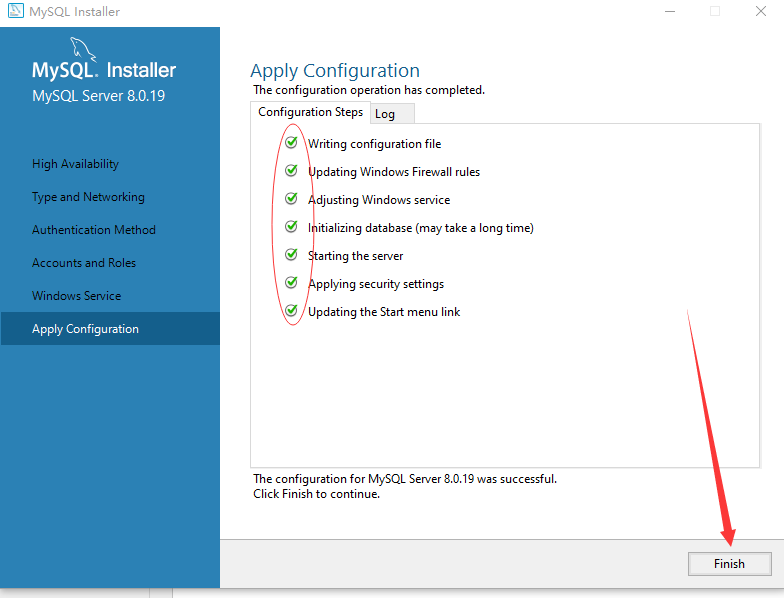 MySQL Installer
MySQL. Installer
MySQL Server 8.0.19
High Availability
Type and Networking
Authentication Method
Accounts and Roles
Windows Service
Apply Configuration
Apply Configuration
The configuration operation has completed.
Configuration Steps
Log
Writing configuration file
Updating Windows Firewall rules
Adjusting Windows service
Initializing database (may take a long time)
Starting the server
Applying security settings
Updating the Start menu link
The configuration for MySQL Server 8.0.19 was successful.
Click Finish to continue.
Finish